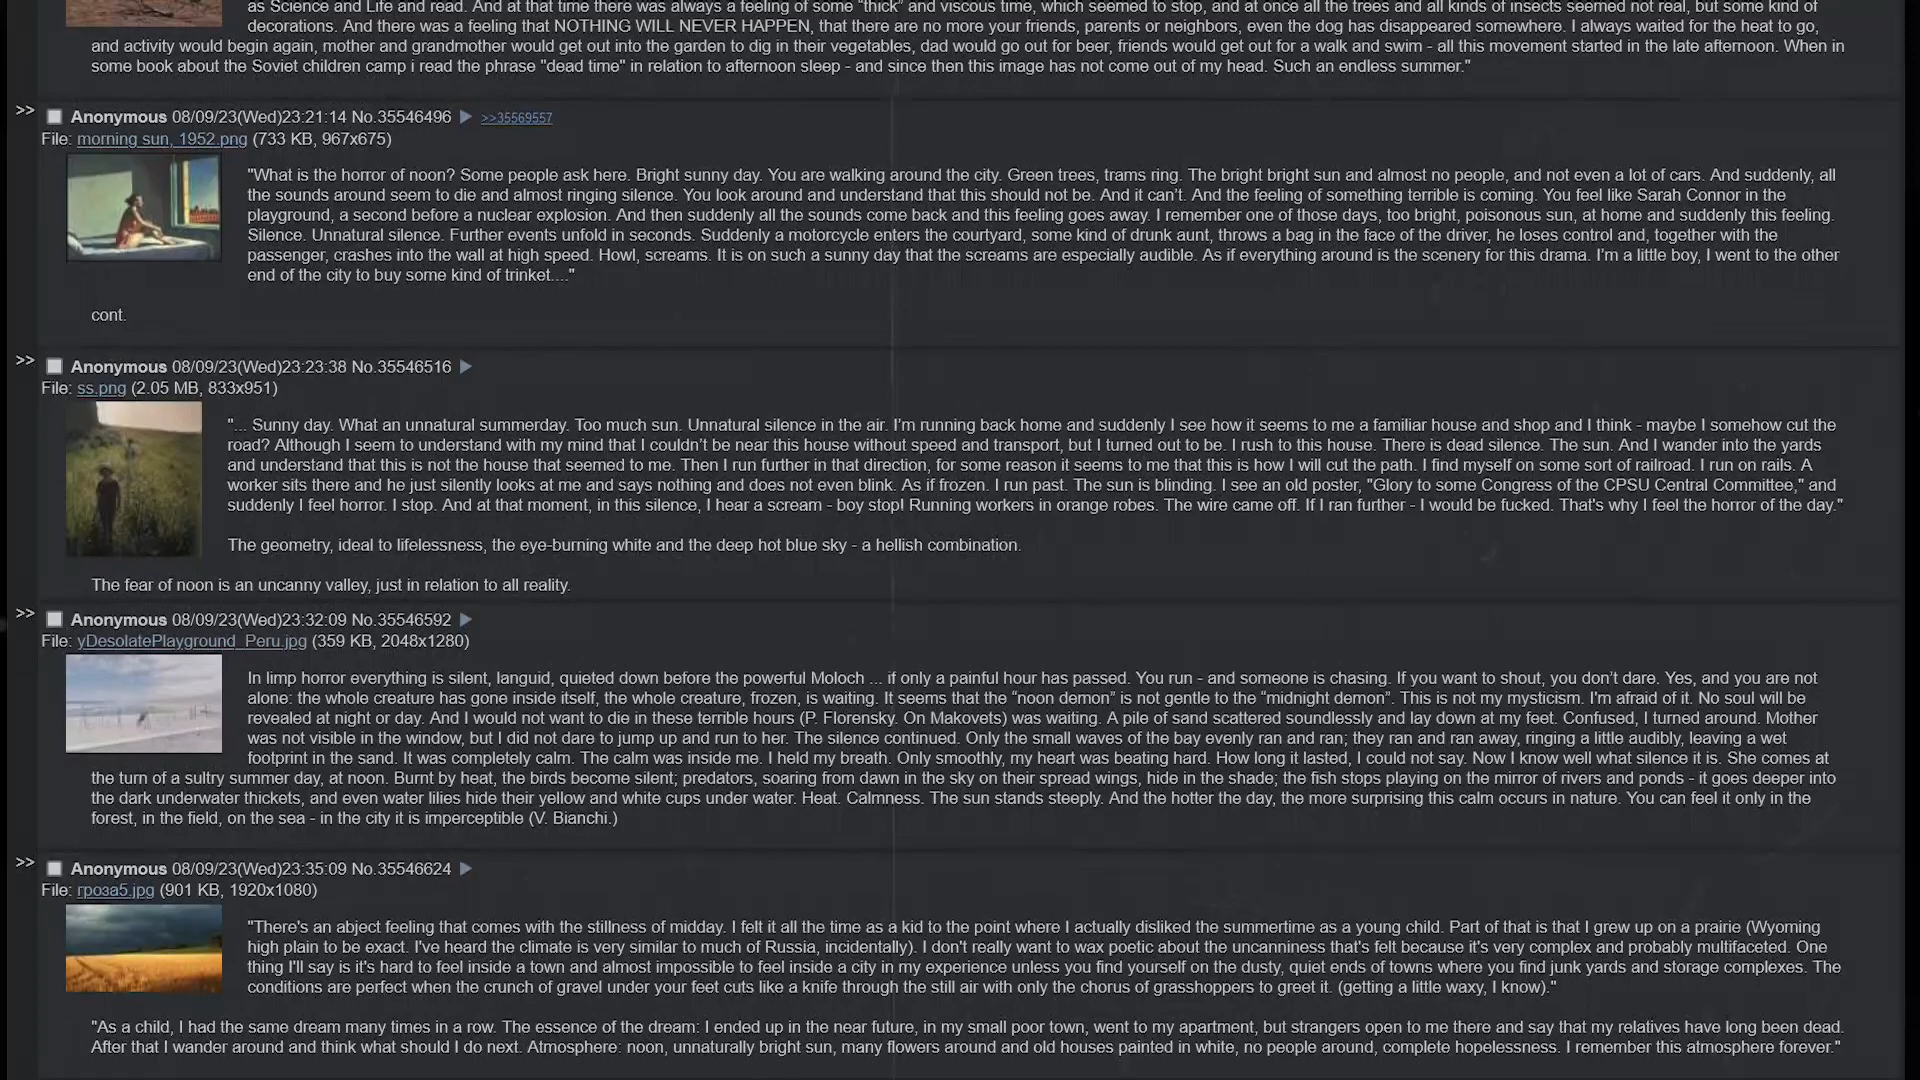 as Science and Life and read. And at that time there was always a feeling of some “thick” and viscous time, which seemed to stop, and at once all the trees and all kinds of insects seemed not real, but some kind of
decorations. And there was a feeling that NOTHING WILL NEVER HAPPEN, that there are no more your friends, parents or neighbors, even the dog has disappeared somewhere. I always waited for the heat to go,
and activity would begin again, mother and grandmother would get out into the garden to dig in their vegetables, dad would go out for beer, friends would get out for a walk and swim - all this movement started in the late afternoon. When in
some book about the Soviet children camp i read the phrase "dead time" in relation to afternoon sleep - and since then this image has not come out of my head. Such an endless summer."
>> Anonymous 08/09/23(Wed)23:21:14 No.35546496 ▶ >>35569557
File: morning sun, 1952.png (733 KB, 967x675)
"What is the horror of noon? Some people ask here. Bright sunny day. You are walking around the city. Green trees, trams ring. The bright bright sun and almost no people, and not even a lot of cars. And suddenly, all
the sounds around seem to die and almost ringing silence. You look around and understand that this should not be. And it can’t. And the feeling of something terrible is coming. You feel like Sarah Connor in the
playground, a second before a nuclear explosion. And then suddenly all the sounds come back and this feeling goes away. I remember one of those days, too bright, poisonous sun, at home and suddenly this feeling.
Silence. Unnatural silence. Further events unfold in seconds. Suddenly a motorcycle enters the courtyard, some kind of drunk aunt, throws a bag in the face of the driver, he loses control and, together with the
passenger, crashes into the wall at high speed. Howl, screams. It is on such a sunny day that the screams are especially audible. As if everything around is the scenery for this drama. I’m a little boy, I went to the other
end of the city to buy some kind of trinket...."
cont.
>> Anonymous 08/09/23(Wed)23:23:38 No.35546516 ▶
File: ss.png (2.05 MB, 833x951)
"... Sunny day. What an unnatural summerday. Too much sun. Unnatural silence in the air. I’m running back home and suddenly I see how it seems to me a familiar house and shop and I think - maybe I somehow cut the
road? Although I seem to understand with my mind that I couldn’t be near this house without speed and transport, but I turned out to be. I rush to this house. There is dead silence. The sun. And I wander into the yards
and understand that this is not the house that seemed to me. Then I run further in that direction, for some reason it seems to me that this is how I will cut the path. I find myself on some sort of railroad. I run on rails. A
worker sits there and he just silently looks at me and says nothing and does not even blink. As if frozen. I run past. The sun is blinding. I see an old poster, "Glory to some Congress of the CPSU Central Committee," and
suddenly I feel horror. I stop. And at that moment, in this silence, I hear a scream - boy stop! Running workers in orange robes. The wire came off. If I ran further - I would be fucked. That's why I feel the horror of the day."
The geometry, ideal to lifelessness, the eye-burning white and the deep hot blue sky - a hellish combination.
The fear of noon is an uncanny valley, just in relation to all reality.
>> Anonymous 08/09/23(Wed)23:32:09 No.35546592 ▶
File: yDesolatePlayground_Peru.jpg (359 KB, 2048x1280)
In limp horror everything is silent, languid, quieted down before the powerful Moloch ... if only a painful hour has passed. You run - and someone is chasing. If you want to shout, you don’t dare. Yes, and you are not
alone: the whole creature has gone inside itself, the whole creature, frozen, is waiting. It seems that the “noon demon” is not gentle to the “midnight demon”. This is not my mysticism. I'm afraid of it. No soul will be
revealed at night or day. And I would not want to die in these terrible hours (P. Florensky. On Makovets) was waiting. A pile of sand scattered soundlessly and lay down at my feet. Confused, I turned around. Mother
was not visible in the window, but I did not dare to jump up and run to her. The silence continued. Only the small waves of the bay evenly ran and ran; they ran and ran away, ringing a little audibly, leaving a wet
footprint in the sand. It was completely calm. The calm was inside me. I held my breath. Only smoothly, my heart was beating hard. How long it lasted, I could not say. Now I know well what silence it is. She comes at
the turn of a sultry summer day, at noon. Burnt by heat, the birds become silent; predators, soaring from dawn in the sky on their spread wings, hide in the shade; the fish stops playing on the mirror of rivers and ponds - it goes deeper into
the dark underwater thickets, and even water lilies hide their yellow and white cups under water. Heat. Calmness. The sun stands steeply. And the hotter the day, the more surprising this calm occurs in nature. You can feel it only in the
forest, in the field, on the sea - in the city it is imperceptible (V. Bianchi.)
>> Anonymous 08/09/23(Wed)23:35:09 No.35546624 ▶
File: гроза5.jpg (901 KB, 1920x1080)
"There's an abject feeling that comes with the stillness of midday. I felt it all the time as a kid to the point where I actually disliked the summertime as a young child. Part of that is that I grew up on a prairie (Wyoming
high plain to be exact. I've heard the climate is very similar to much of Russia, incidentally). I don't really want to wax poetic about the uncanniness that's felt because it's very complex and probably multifaceted. One
thing I'll say is it's hard to feel inside a town and almost impossible to feel inside a city in my experience unless you find yourself on the dusty, quiet ends of towns where you find junk yards and storage complexes. The
conditions are perfect when the crunch of gravel under your feet cuts like a knife through the still air with only the chorus of grasshoppers to greet it. (getting a little waxy, I know)."
"As a child, I had the same dream many times in a row. The essence of the dream: I ended up in the near future, in my small poor town, went to my apartment, but strangers open to me there and say that my relatives have long been dead.
After that I wander around and think what should I do next. Atmosphere: noon, unnaturally bright sun, many flowers around and old houses painted in white, no people around, complete hopelessness. I remember this atmosphere forever."